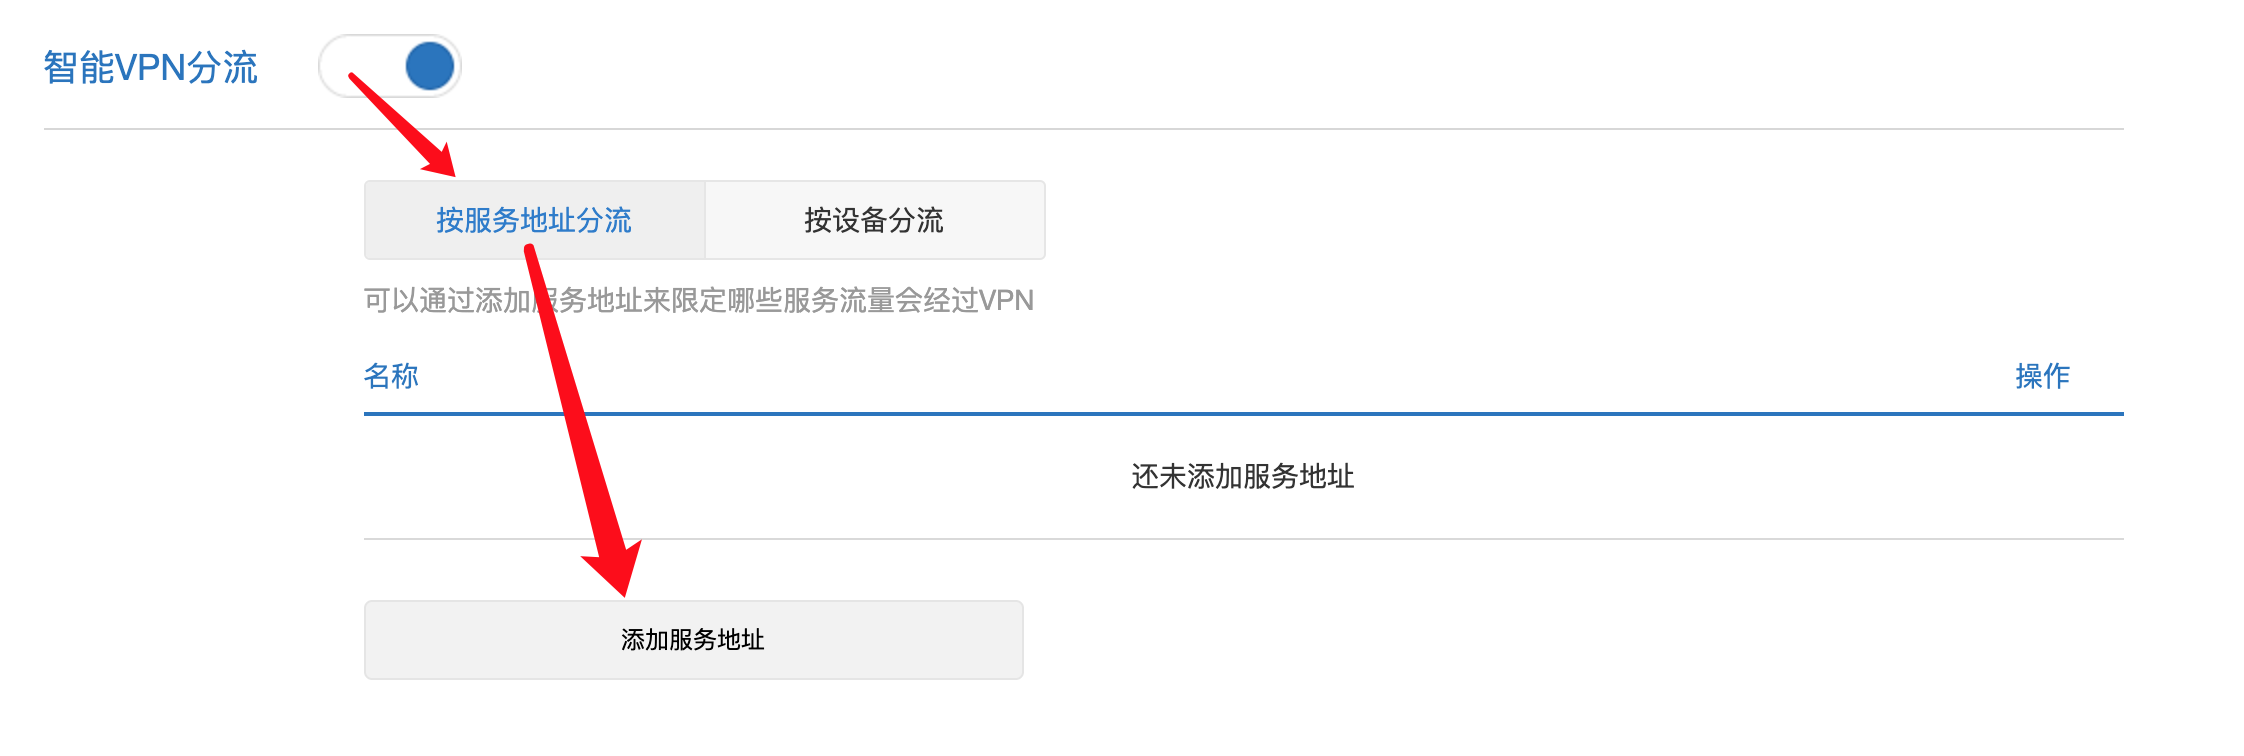 智能VPN分流
按服务地址分流 按设备分流
可以通过添加服务地址来限定哪些服务流量会经过VPN
名称 操作
还未添加服务地址
添加服务地址